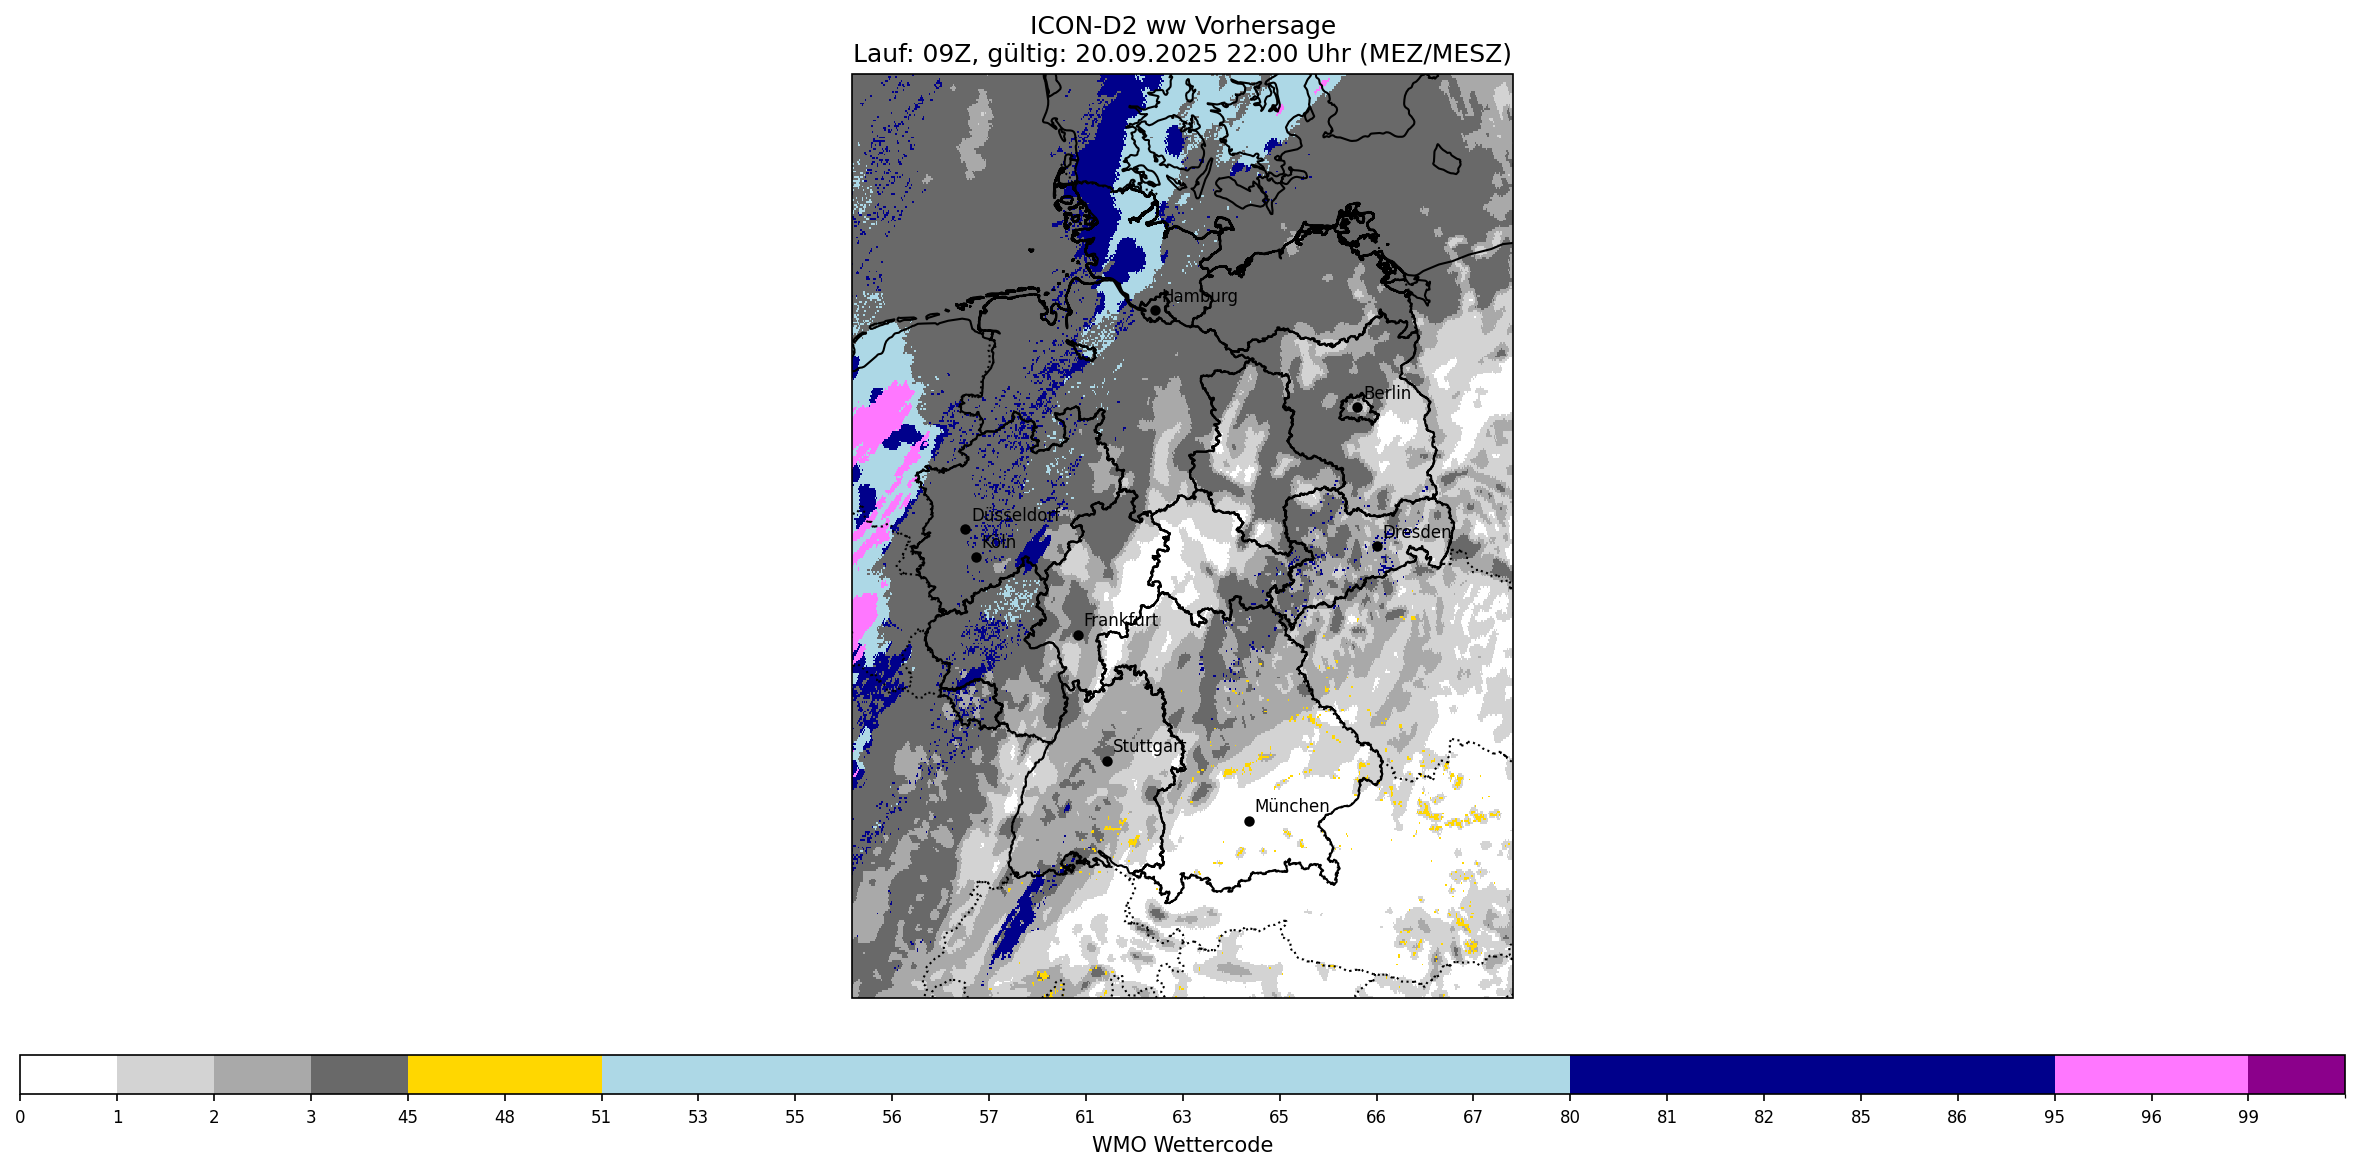 ICON-D2 ww Vorhersage
Lauf: 09Z, gültig: 20.09.2025 22:00 Uhr (MEZ/MESZ)
Hamburg
Berlin
Düsseldorf
Köln
Dresden
Frankfurt
Stuttgart
München
0 1 2 3 45 48 51 53 55 56 57 61 63 65 66 67 80 81 82 85 86 95 96 99
WMO Wettercode